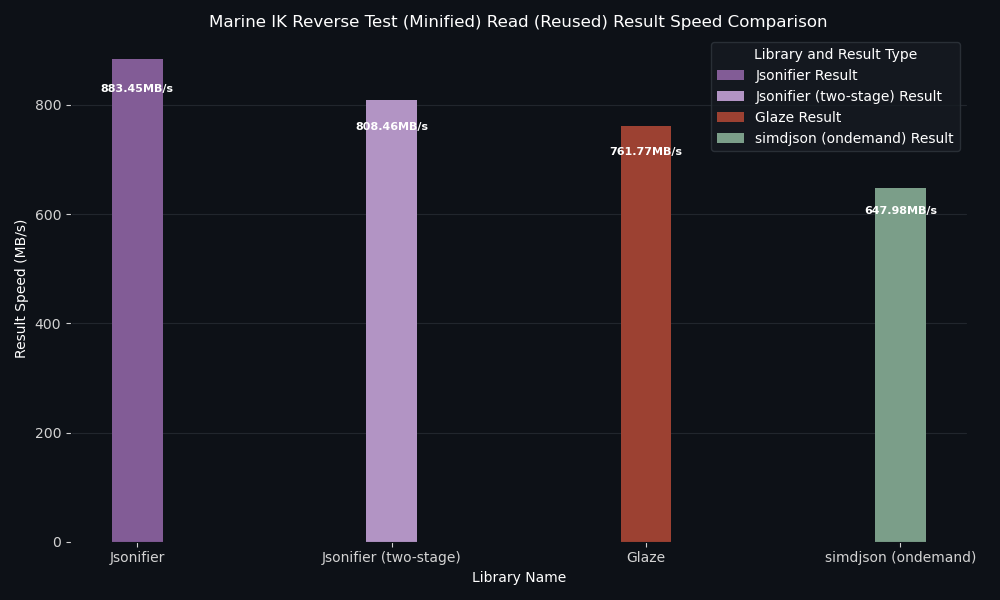 Marine IK Reverse Test (Minified) Read (Reused) Result Speed Comparison
Library and Result Type
Jsonifier Result
Jsonifier (two-stage) Result
Glaze Result
simdjson (ondemand) Result
883.45MB/s
808.46MB/s
761.77MB/s
647.98MB/s
Result Speed (MB/s)
800
600
400
200
0
Jsonifier
Jsonifier (two-stage)
Glaze
simdjson (ondemand)
Library Name